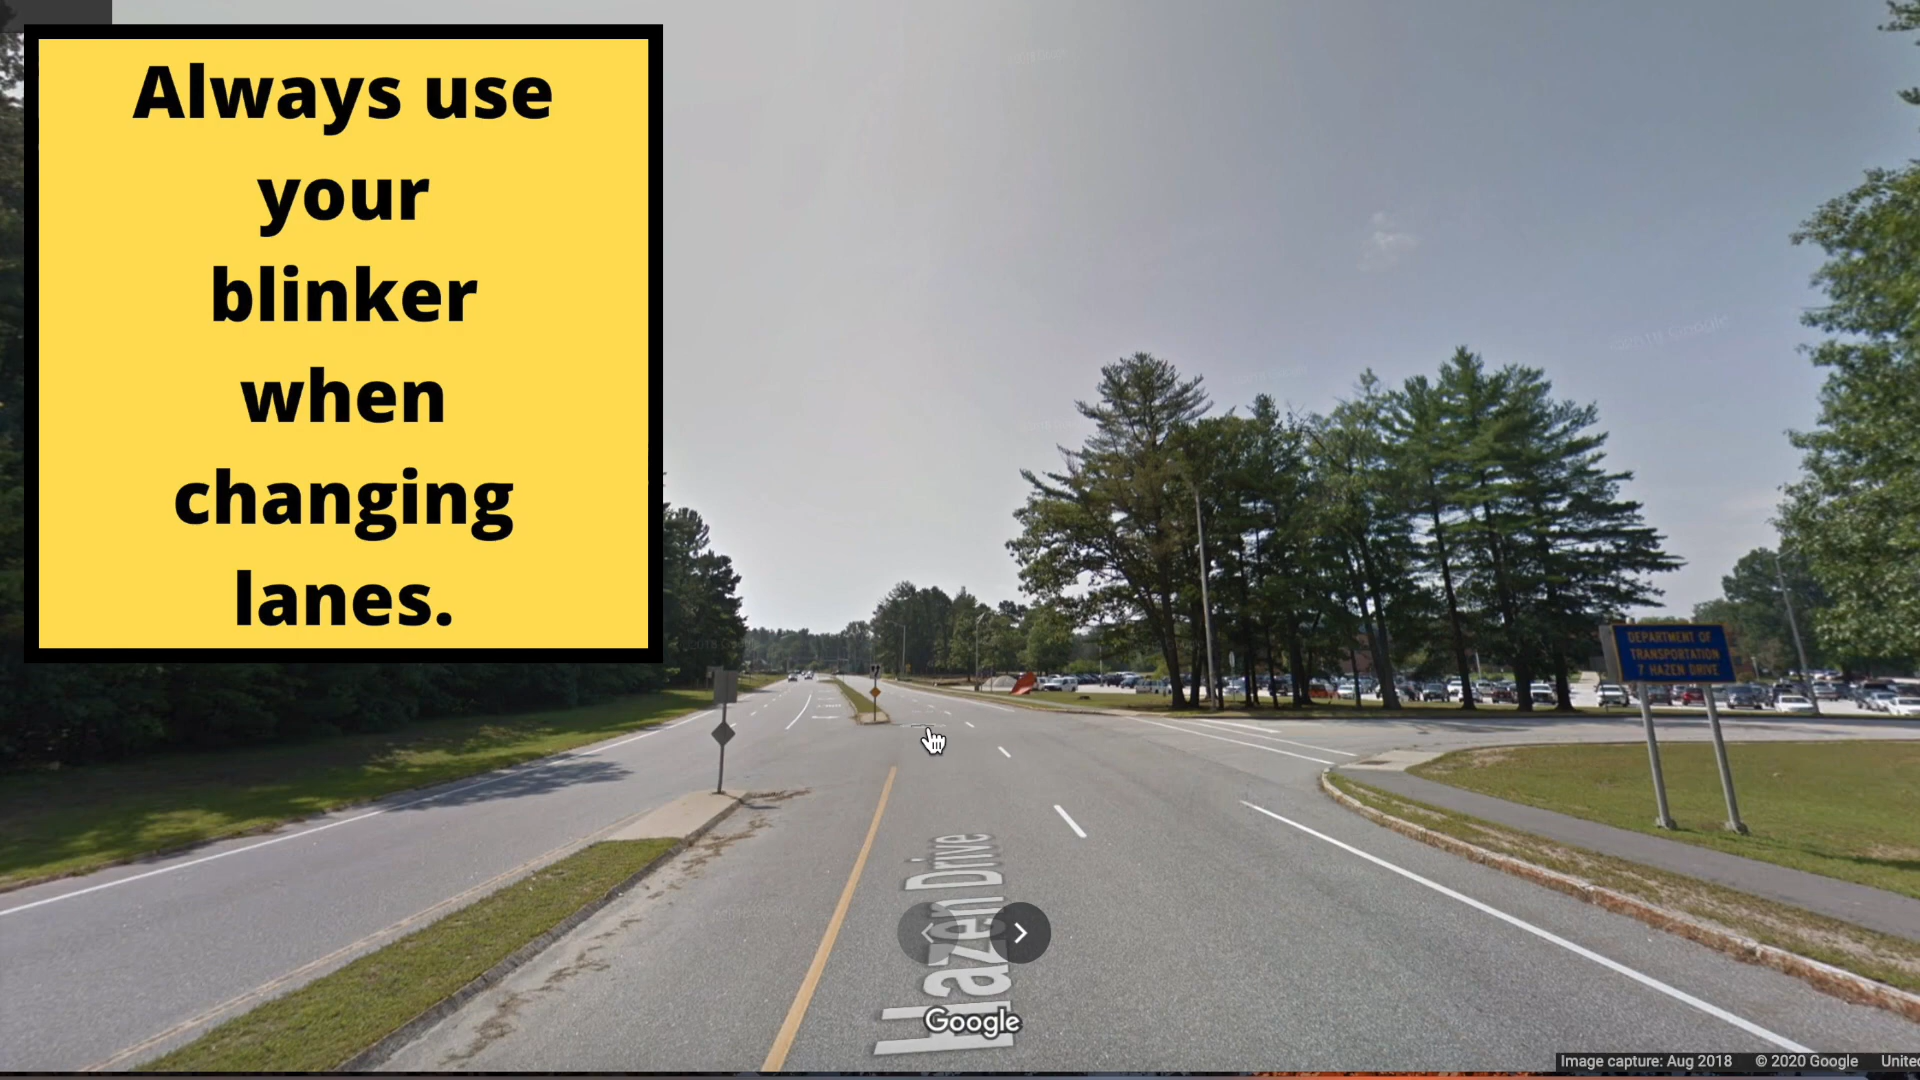 Always use
your
blinker
when
changing
lanes.
DEPARTMENT OF
TRANSPORTATION
7 HAZEN DRIVE
Hazen Drive
Google
Image capture: Aug 2018 © 2020 Google United